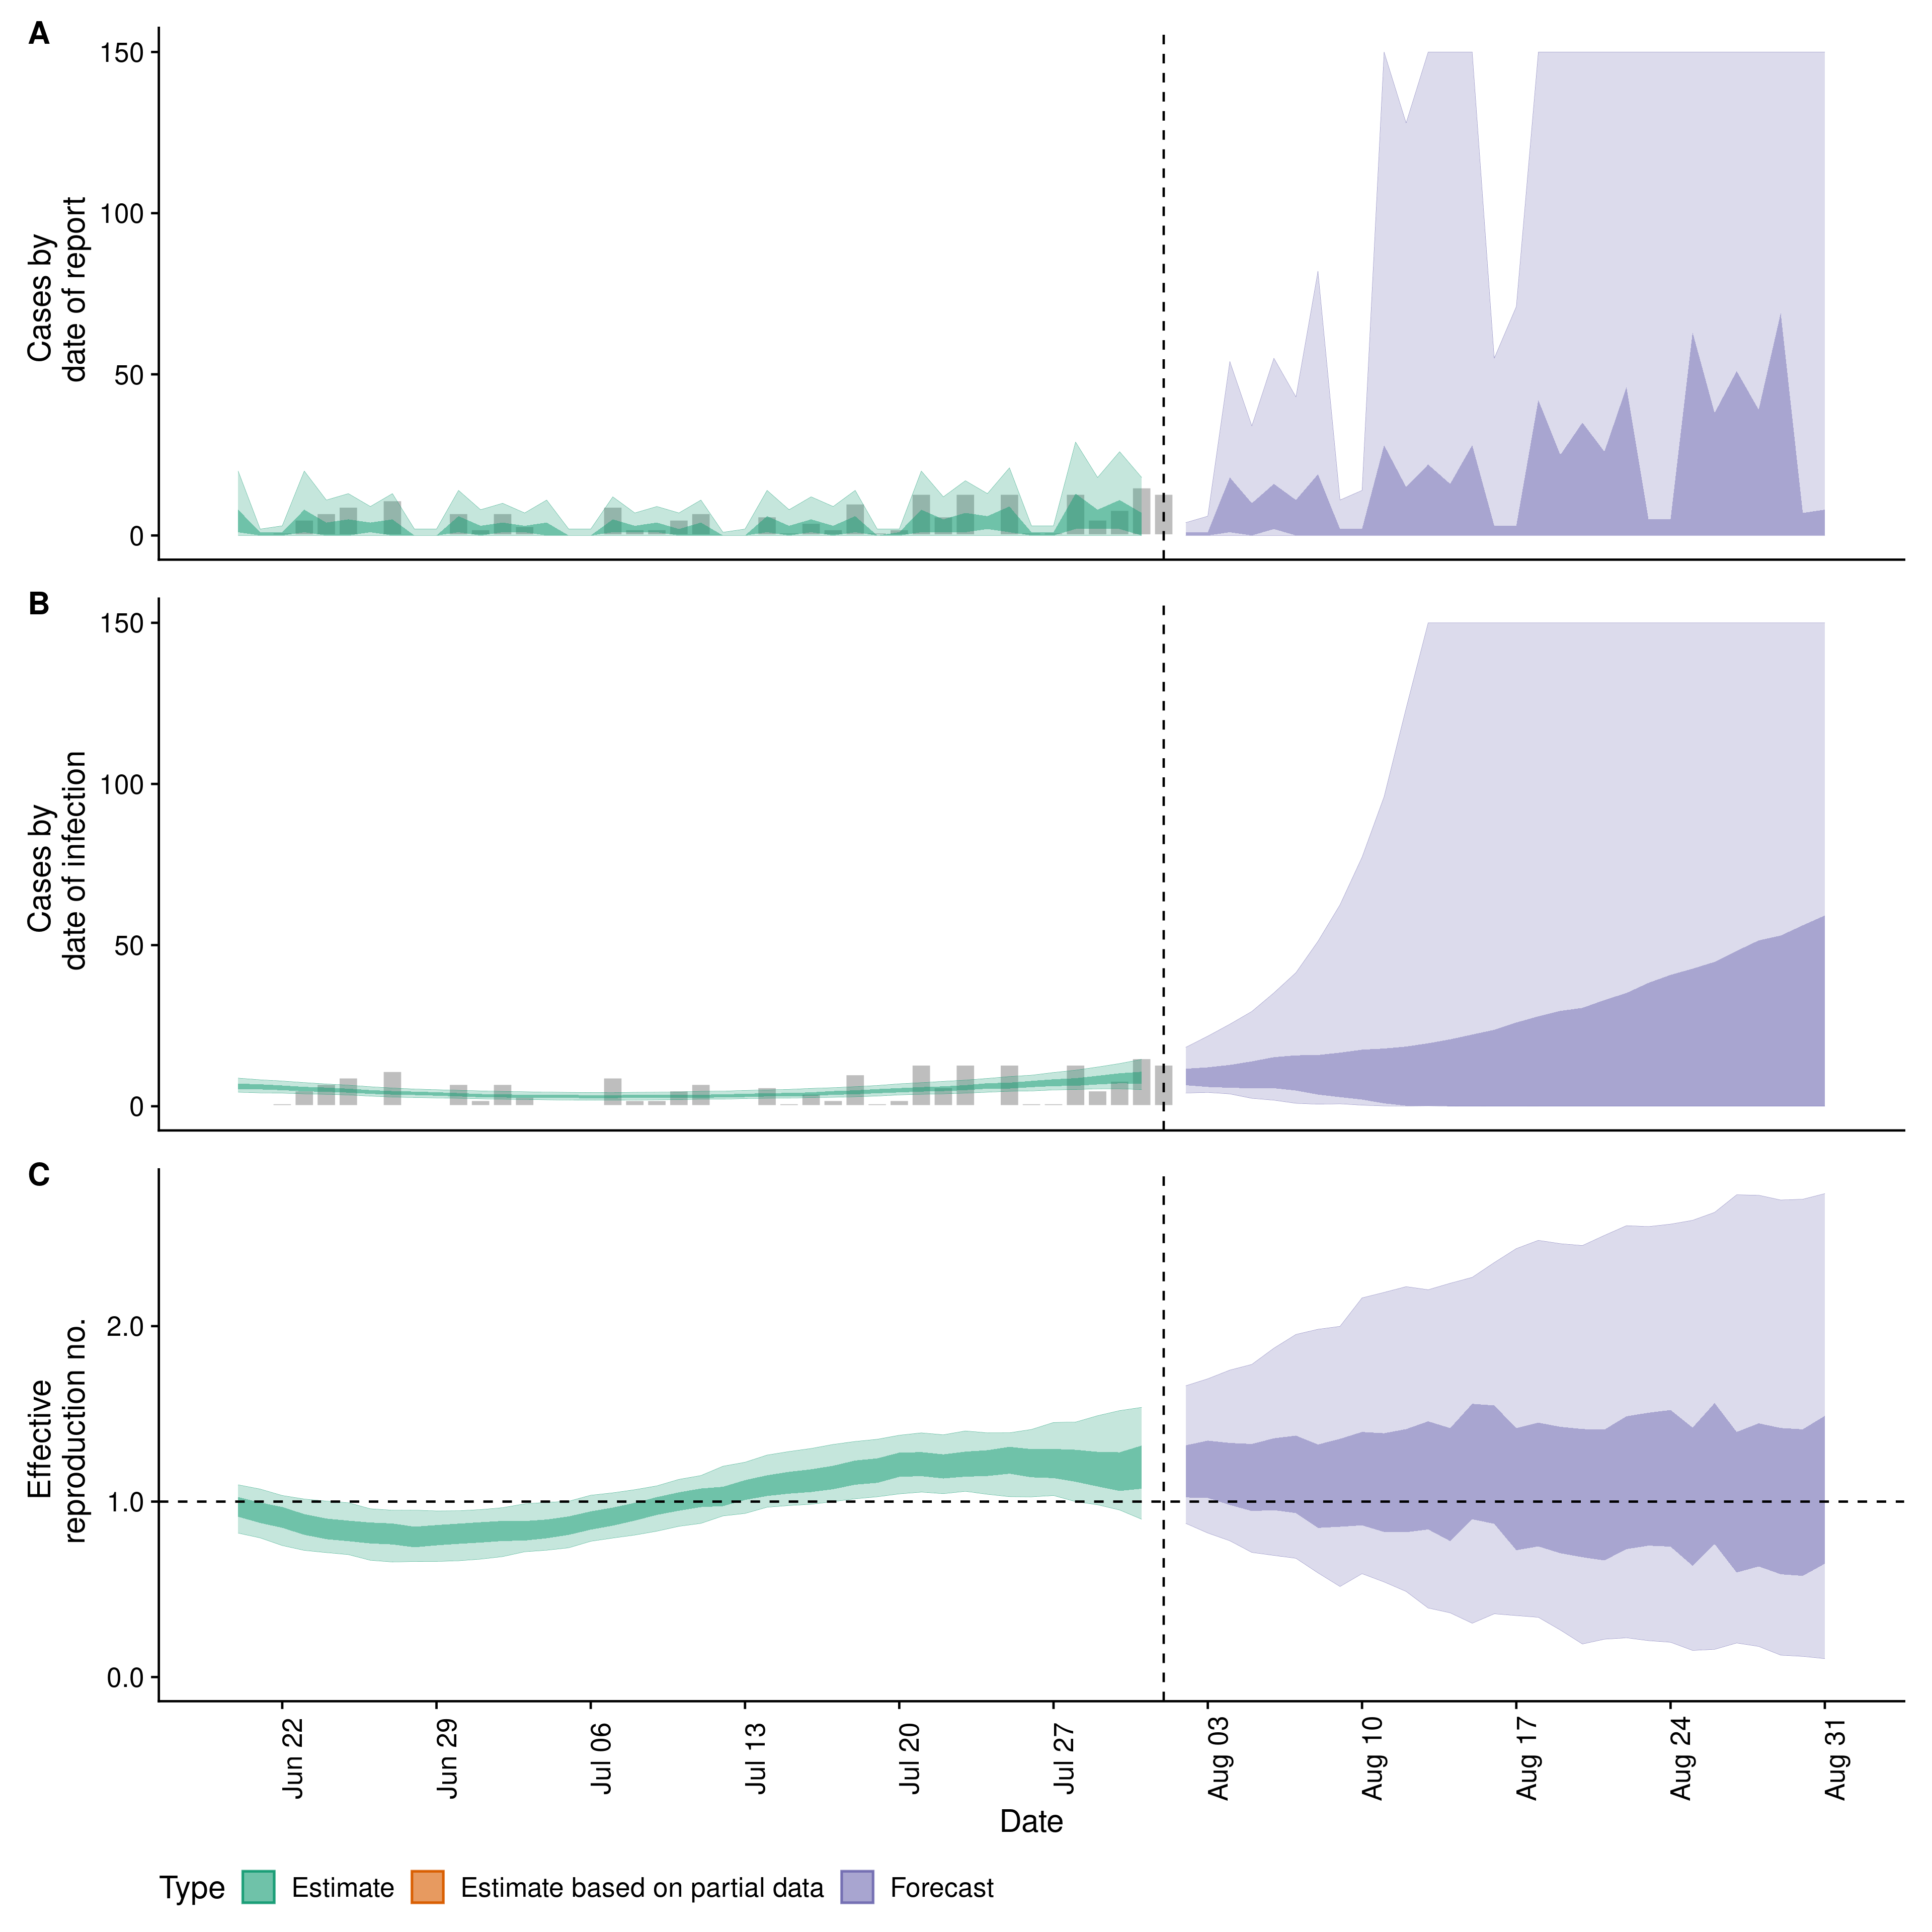 A
150
100
50
0
Cases by
date of report
B
150
100
50
0
Cases by
date of infection
C
2.0
1.0
0.0
Effective
reproduction no.
Jun 22
Jun 29
Jul 06
Jul 13
Jul 20
Jul 27
Aug 03
Aug 10
Aug 17
Aug 24
Aug 31
Date
Type Estimate Estimate based on partial data Forecast